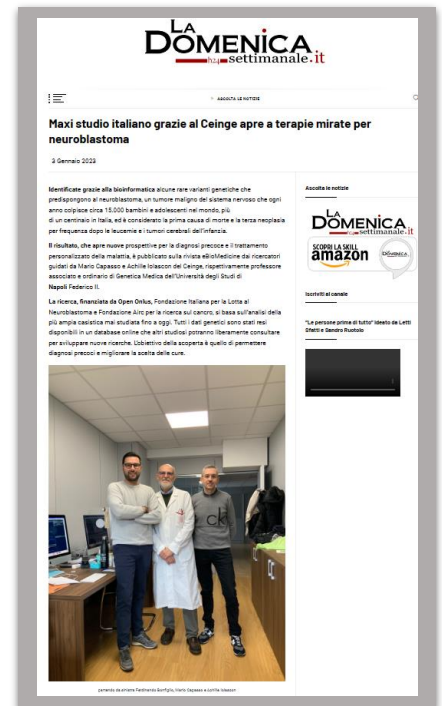 LA
DOMENICA
h24 settimanale.it
ASCOLTA LE NOTIZIE
Maxi studio italiano grazie al Ceinge apre a terapie mirate per
neuroblastoma
3 Gennaio 2023
Identificate grazie alla bioinformatica alcune rare varianti genetiche che
predispongono al neuroblastoma, un tumore maligno del sistema nervoso che ogni
anno colpisce circa 15.000 bambini e adolescenti nel mondo, più
di un centinaio in Italia, ed è considerato la prima causa di morte e la terza neoplasia
per frequenza dopo le leucemie e i tumori cerebrali dell'infanzia.
Il risultato, che apre nuove prospettive per la diagnosi precoce e il trattamento
personalizzato della malattia, è pubblicato sulla rivista eBioMedicine dai ricercatori
guidati da Mario Capasso e Achille Iolascon del Ceinge, rispettivamente professore
associato e ordinario di Genetica Medica dell'Università degli Studi di
Napoli Federico II.
La ricerca, finanziata da Open Onlus, Fondazione Italiana per la Lotta al
Neuroblastoma e Fondazione Airc per la ricerca sul cancro, si basa sull'analisi della
più ampia casistica mai studiata fino a oggi. Tutti i dati genetici sono stati resi
disponibili in un database online che altri studiosi potranno liberamente consultare
per sviluppare nuove ricerche. L'obiettivo della scoperta è quello di permettere
diagnosi precoci e migliorare la scelta delle cure.
ck
partendo da sinistra Ferdinando Bonfiglio, Mario Capasso e Achille Iolascon
Ascolta le notizie
LA
DOMENICA
settimanale.it
SCOPRI LA SKILL
amazon
DOMENICA
Iscriviti al canale
"Le persone prima di tutto" ideato da Letti
Sfatti e Sandro Ruotolo